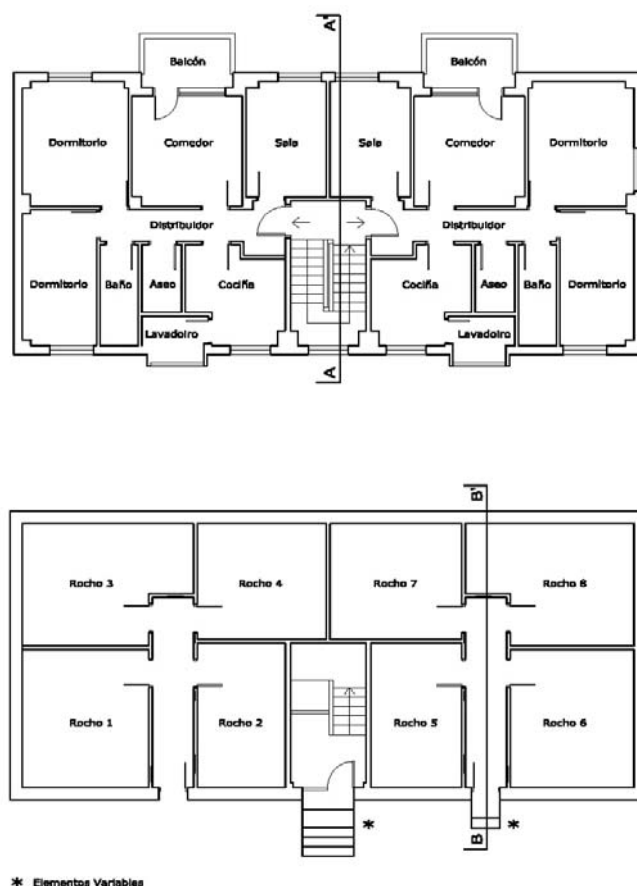 A'
Balcón Balcón
Dormitorio Comedor Sala Sala Comedor Dormitorio
Distribuidor Distribuidor
Dormitorio Baño Aseo Cociña Cociña Aseo Baño Dormitorio
Lavadoiro Lavadoiro
A
B'
Rocho 3 Rocho 4 Rocho 7 Rocho 8
Rocho 1 Rocho 2 Rocho 5 Rocho 6
* *
B
* Elementos Variables